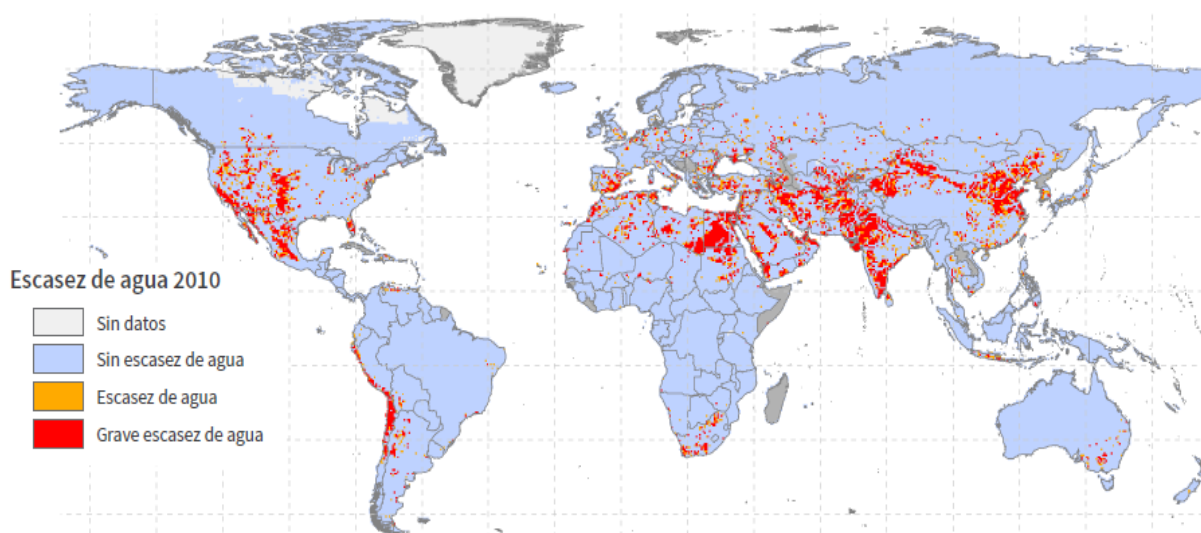 Escasez de agua 2010
Sin datos
Sin escasez de agua
Escasez de agua
Grave escasez de agua